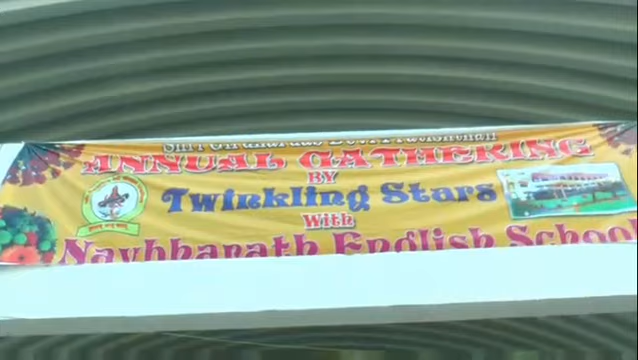 ANNUAL GATHERING
BY
Twinkling Stars
With
Navbharath English School